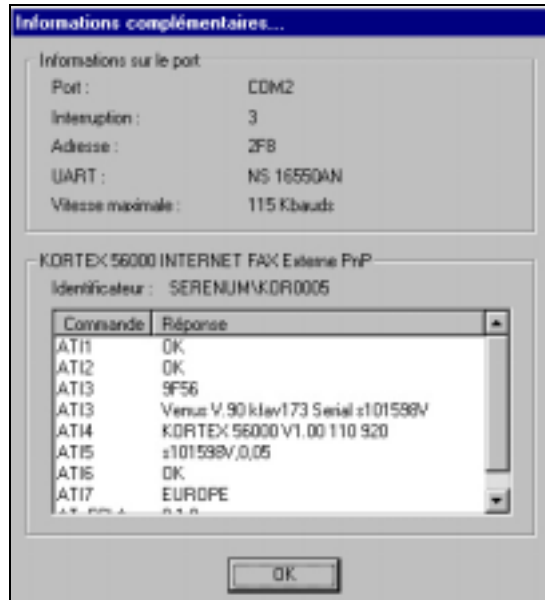 Informations complémentaires...
Informations sur le port
Port : COM2
Interruption : 3
Adresse : 2F8
UART : NS 16550AN
Vitesse maximale : 115 Kbauds
KORTEX 56000 INTERNET FAX Externe PnP
Identificateur : SERENUM\KOR0005
Commande Réponse
ATI1 OK
ATI2 OK
ATI3 9F56
ATI3 Venus V.90 klav173 Serial s101598V
ATI4 KORTEX 56000 V1.00 110 920
ATI5 s101598V,0,05
ATI6 OK
ATI7 EUROPE
OK